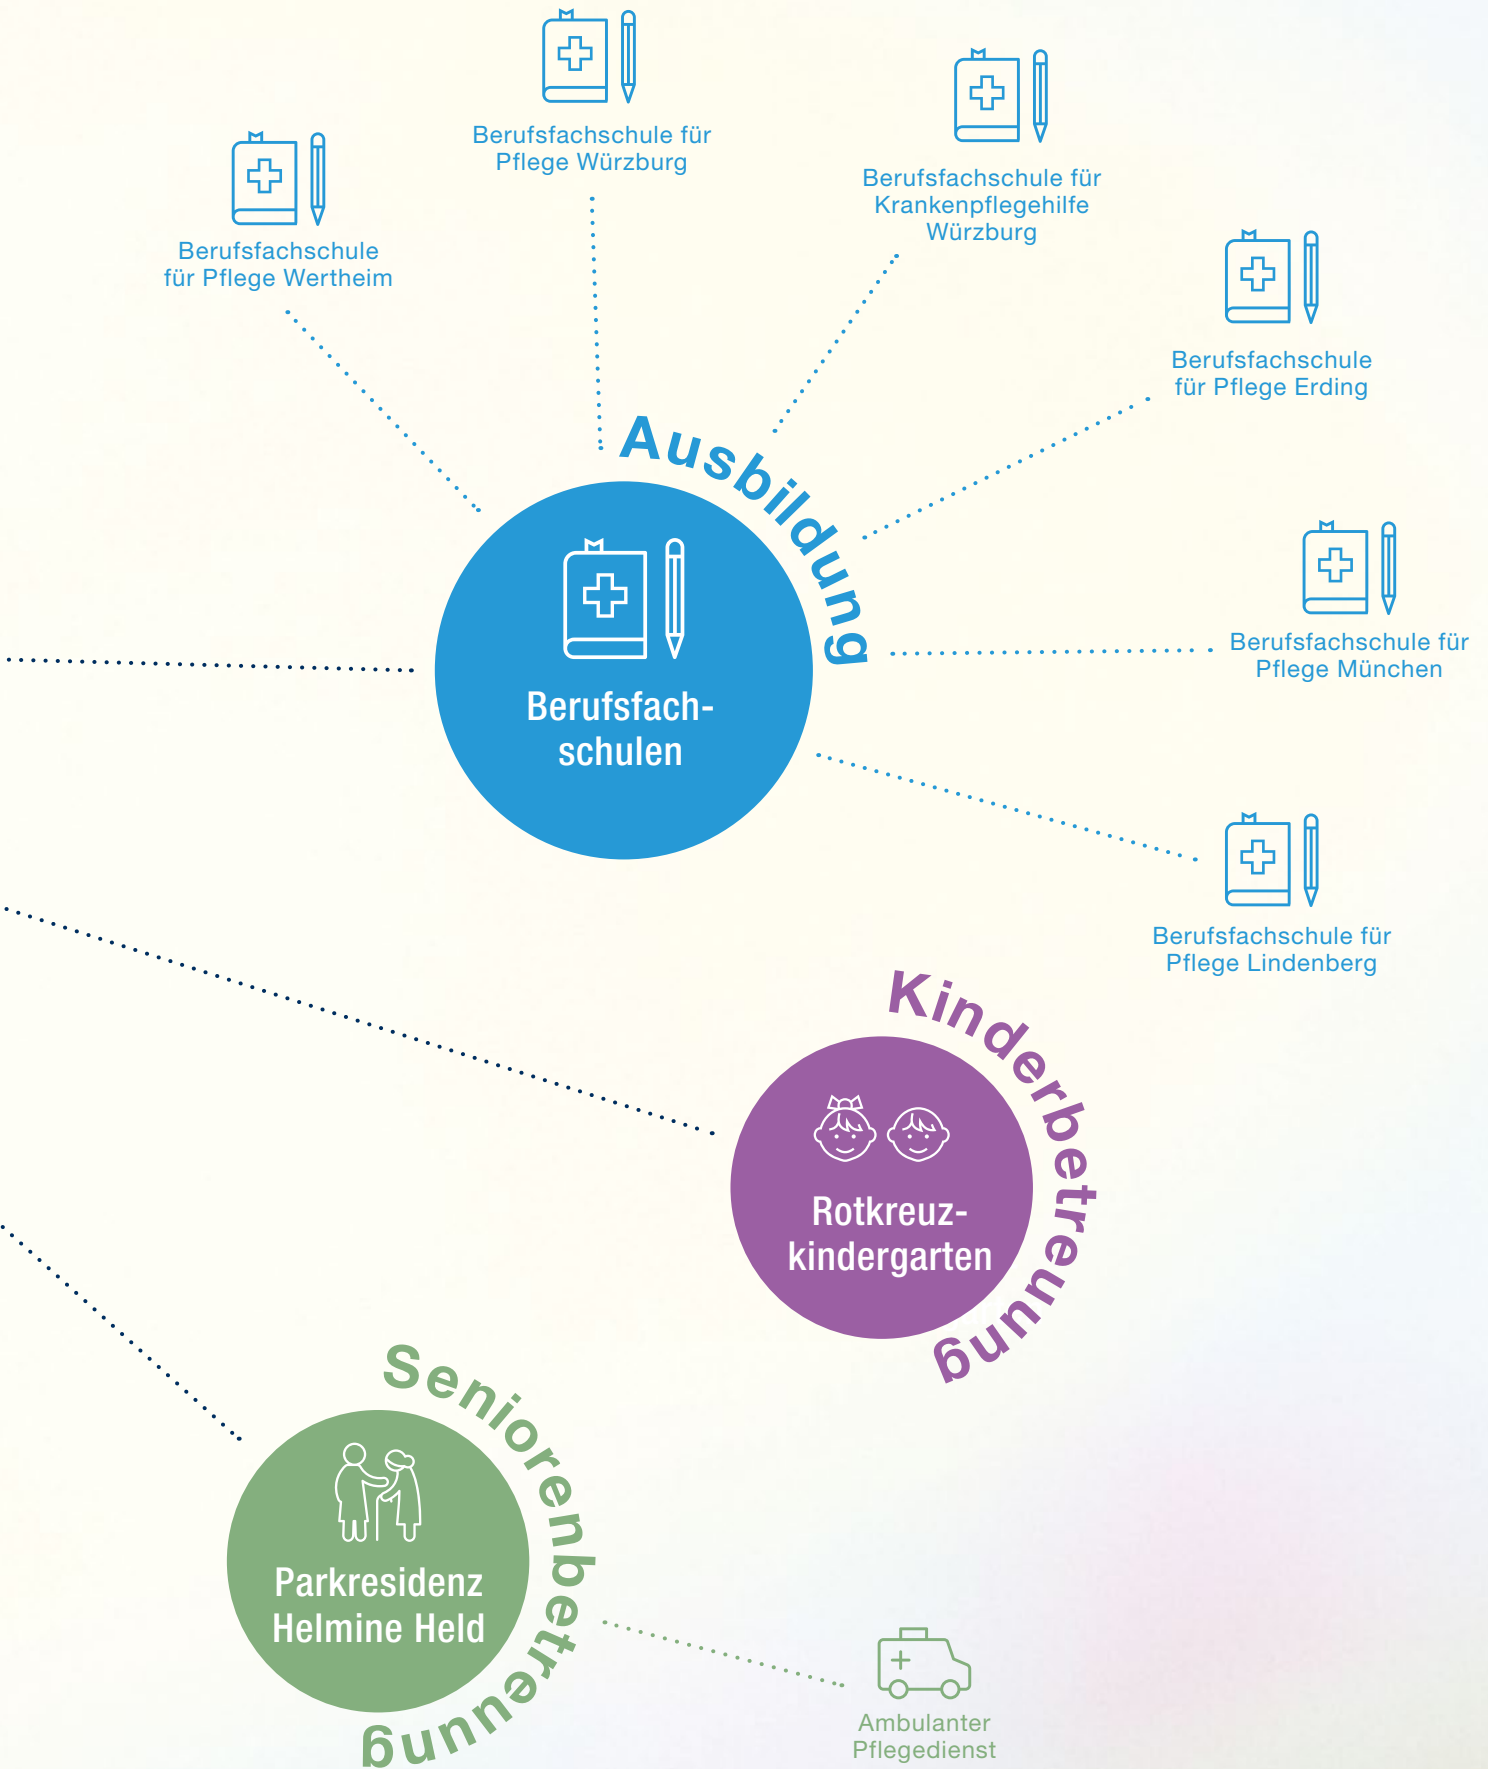 Berufsfachschule für
Pflege Würzburg
Berufsfachschule für
Krankenpflegehilfe
Würzburg
Berufsfachschule
für Pflege Wertheim
Berufsfachschule
für Pflege Erding
Ausbildung
Berufsfach-
schulen
Berufsfachschule für
Pflege München
Berufsfachschule für
Pflege Lindenberg
Kinderbetreuung
Rotkreuz-
kindergarten
Seniorenbetreuung
Parkresidenz
Helmine Held
Ambulanter
Pflegedienst